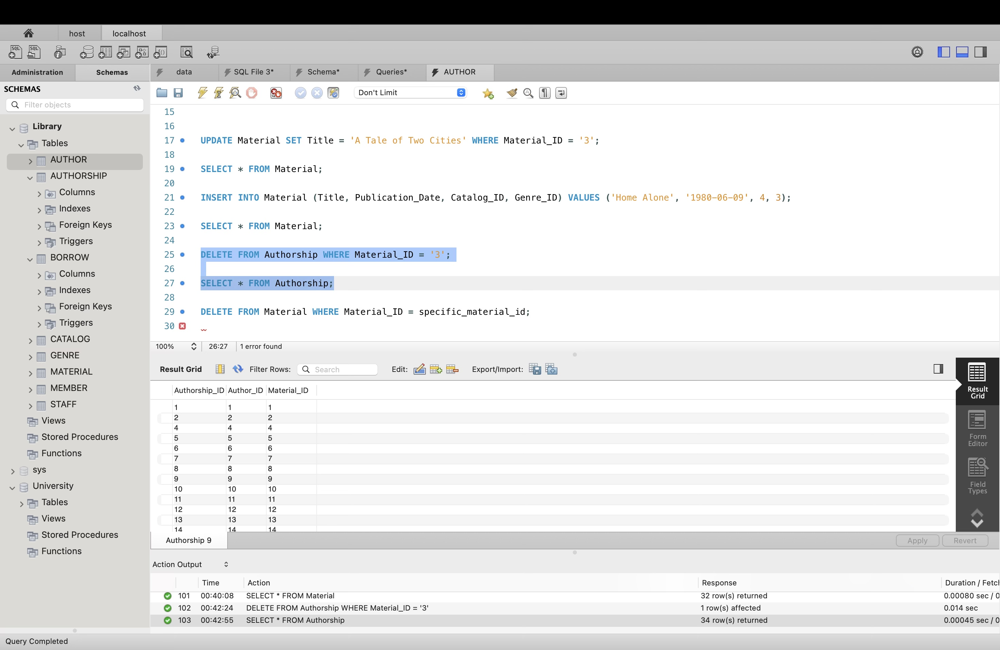 host
localhost
SQL
SQL
Administration
Schemas
data
SQL File 3*
Schema*
Queries*
AUTHOR
SCHEMAS
Filter objects
Don't Limit
Library
Tables
AUTHOR
AUTHORSHIP
Columns
Indexes
Foreign Keys
Triggers
BORROW
Columns
Indexes
Foreign Keys
Triggers
CATALOG
GENRE
MATERIAL
MEMBER
STAFF
Views
Stored Procedures
Functions
sys
University
Tables
Views
Stored Procedures
Functions
15
16
17 UPDATE Material SET Title = 'A Tale of Two Cities' WHERE Material_ID = '3';
18
19 SELECT * FROM Material;
20
21 INSERT INTO Material (Title, Publication_Date, Catalog_ID, Genre_ID) VALUES ('Home Alone', '1980-06-09', 4, 3);
22
23 SELECT * FROM Material;
24
25 DELETE FROM Authorship WHERE Material_ID = '3';
26
27 SELECT * FROM Authorship;
28
29 DELETE FROM Material WHERE Material_ID = specific_material_id;
30
100% 26:27 1 error found
Result Grid Filter Rows: Search Edit: Export/Import:
Authorship_ID Author_ID Material_ID
1 1 1
2 2 2
4 4 4
5 5 5
6 6 6
7 7 7
8 8 8
9 9 9
10 10 10
11 11 11
12 12 12
13 13 13
14 14 14
Result
Grid
Form
Editor
Field
Types
Authorship 9
Apply
Revert
Action Output
Time Action Response Duration / Fetch
101 00:40:08 SELECT * FROM Material 32 row(s) returned 0.00080 sec / 0
102 00:42:24 DELETE FROM Authorship WHERE Material_ID = '3' 1 row(s) affected 0.014 sec
103 00:42:55 SELECT * FROM Authorship 34 row(s) returned 0.00045 sec / 0
Query Completed